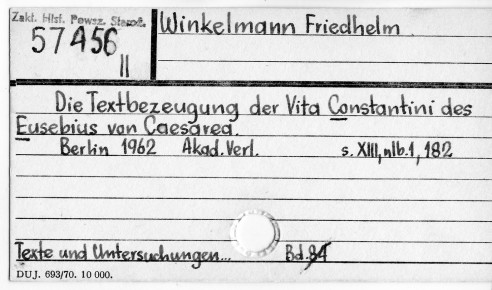 Zakł. Hist. Powsz. Staroż.
57456
II
Winkelmann Friedhelm
Die Textbezeugung der Vita Constantini des
Eusebius von Caesarea.
Berlin 1962 Akad. Verl. s. XIII, nlb. 1, 182
Texte und Untersuchungen... Bd. 84
DUJ. 693/70. 10 000.